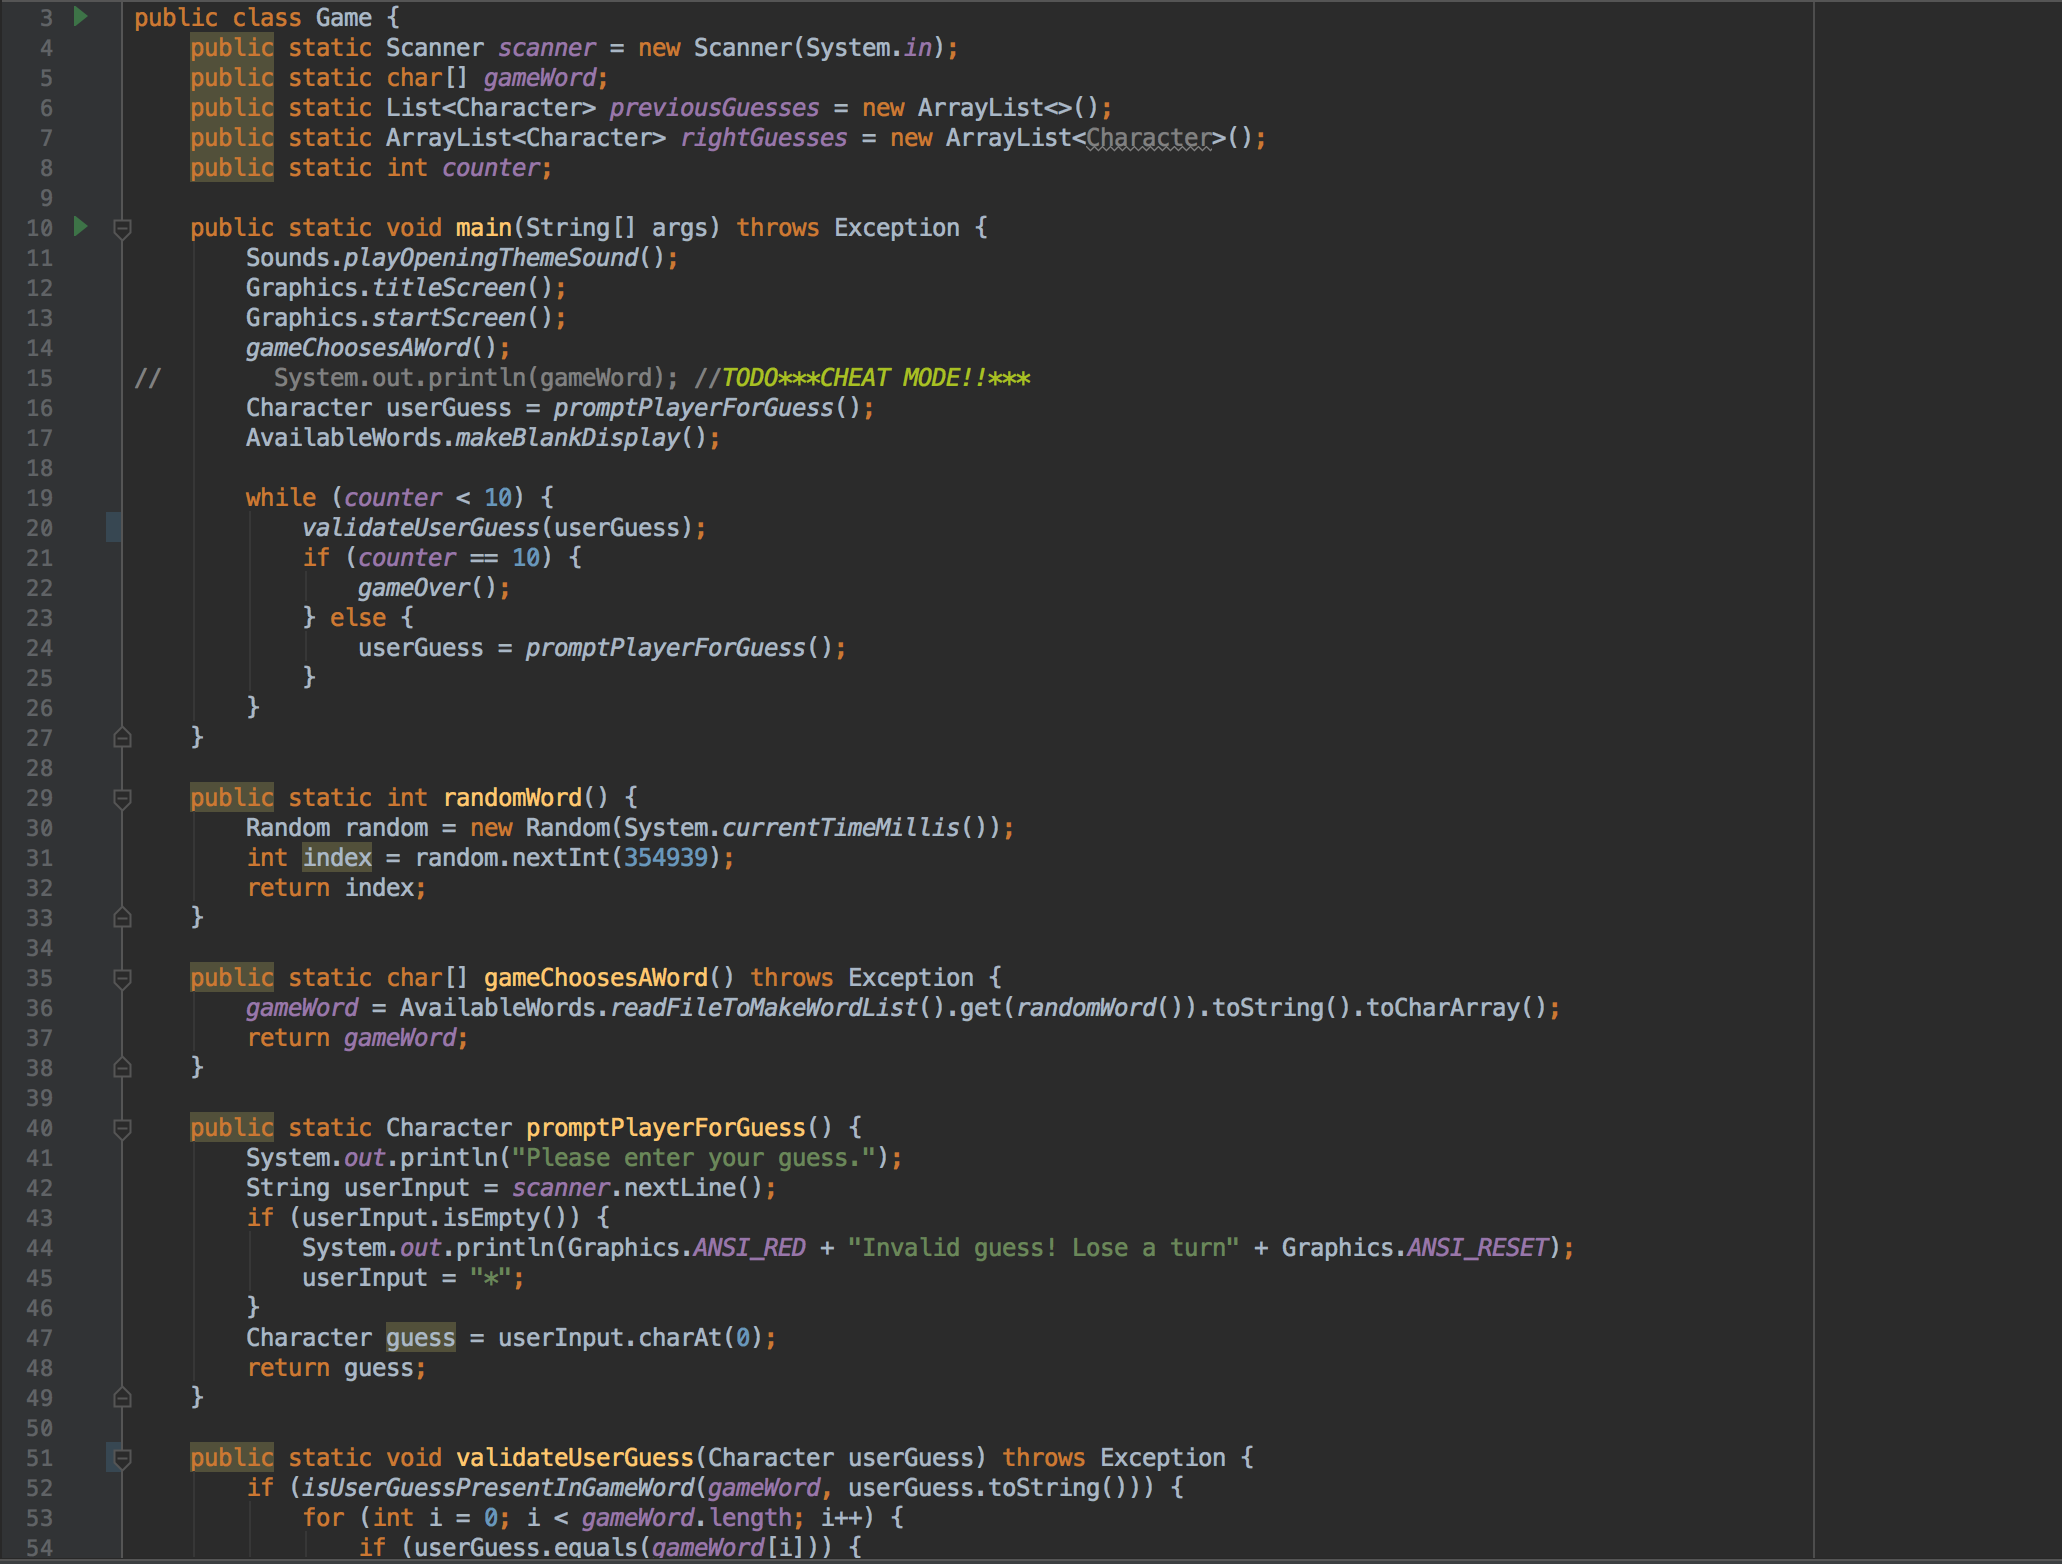 3 public class Game {
4 public static Scanner scanner = new Scanner(System.in);
5 public static char[] gameWord;
6 public static List<Character> previousGuesses = new ArrayList<>();
7 public static ArrayList<Character> rightGuesses = new ArrayList<Character>();
8 public static int counter;
9
10 public static void main(String[] args) throws Exception {
11 Sounds.playOpeningThemeSound();
12 Graphics.titleScreen();
13 Graphics.startScreen();
14 gameChoosesAWord();
15 // System.out.println(gameWord); //TODO***CHEAT MODE!!***
16 Character userGuess = promptPlayerForGuess();
17 AvailableWords.makeBlankDisplay();
18
19 while (counter < 10) {
20 validateUserGuess(userGuess);
21 if (counter == 10) {
22 gameOver();
23 } else {
24 userGuess = promptPlayerForGuess();
25 }
26 }
27 }
28
29 public static int randomWord() {
30 Random random = new Random(System.currentTimeMillis());
31 int index = random.nextInt(354939);
32 return index;
33 }
34
35 public static char[] gameChoosesAWord() throws Exception {
36 gameWord = AvailableWords.readFileToMakeWordList().get(randomWord()).toString().toCharArray();
37 return gameWord;
38 }
39
40 public static Character promptPlayerForGuess() {
41 System.out.println("Please enter your guess.");
42 String userInput = scanner.nextLine();
43 if (userInput.isEmpty()) {
44 System.out.println(Graphics.ANSI_RED + "Invalid guess! Lose a turn" + Graphics.ANSI_RESET);
45 userInput = "*";
46 }
47 Character guess = userInput.charAt(0);
48 return guess;
49 }
50
51 public static void validateUserGuess(Character userGuess) throws Exception {
52 if (isUserGuessPresentInGameWord(gameWord, userGuess.toString())) {
53 for (int i = 0; i < gameWord.length; i++) {
54 if (userGuess.equals(gameWord[i])) {